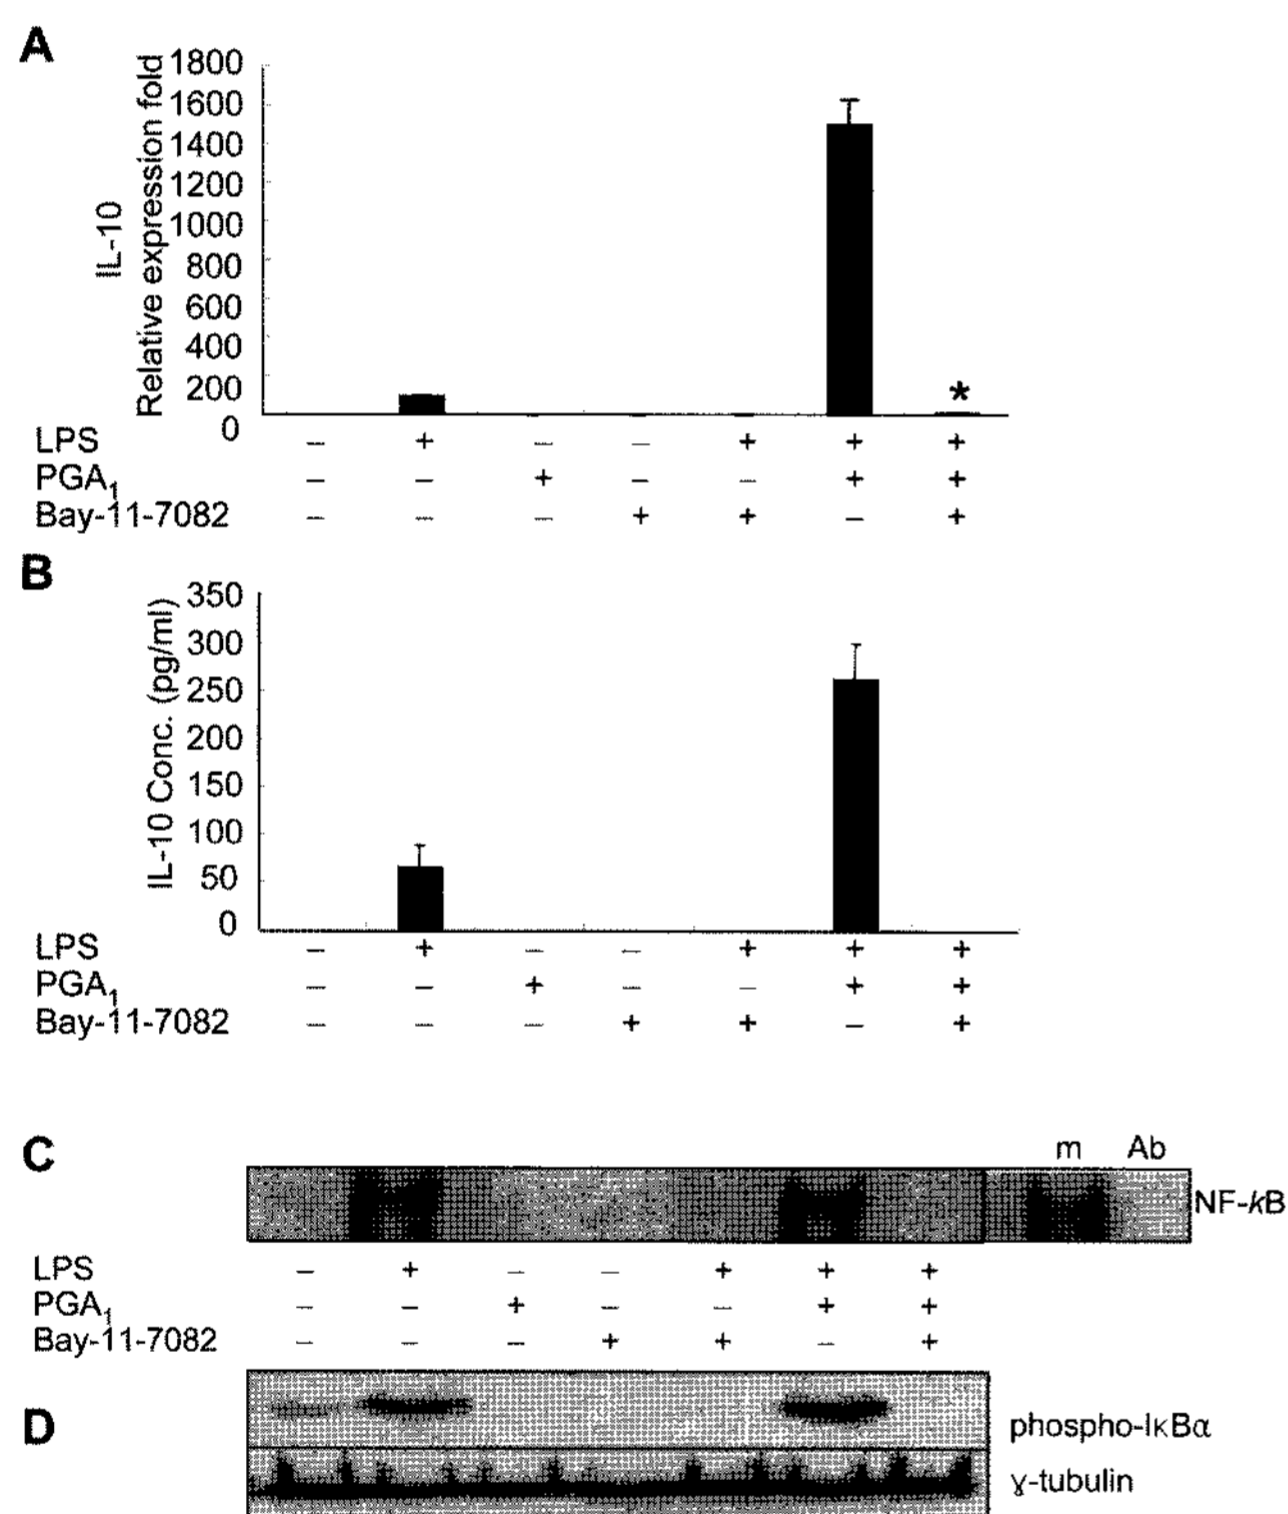 A
IL-10
Relative expression fold
1800
1600
1400
1200
1000
800
600
400
200
0
LPS – + – – + + +
PGA1 – – + – – + +
Bay-11-7082 – – – + + – +
*
B
IL-10 Conc. (pg/ml)
350
300
250
200
150
100
50
0
LPS – + – – + + +
PGA1 – – + – – + +
Bay-11-7082 – – – + + – +
C
m Ab
NF-kB
LPS – + – – + + +
PGA1 – – + – – + +
Bay-11-7082 – – – + + – +
D
phospho-IκBα
γ-tubulin